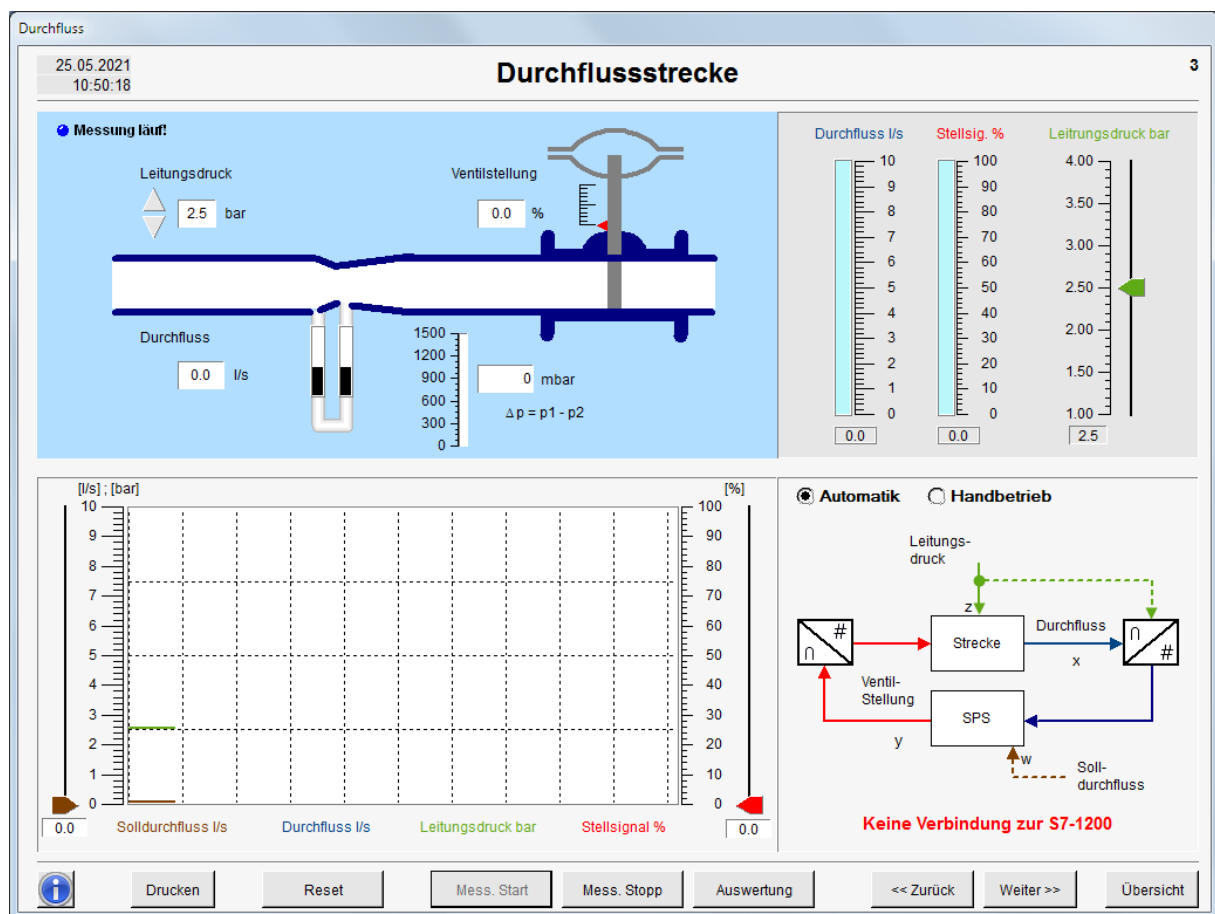 Durchfluss
25.05.2021
10:50:18
Durchflussstrecke
3
Messung läuf!
Leitungsdruck
2.5 bar
Ventilstellung
0.0 %
Durchfluss
0.0 l/s
1500
1200
900
600
300
0
0 mbar
Δp = p1 - p2
Durchfluss l/s
Stellsig. %
Leitrungsdruck bar
10
9
8
7
6
5
4
3
2
1
0
0.0
100
90
80
70
60
50
40
30
20
10
0
0.0
4.00
3.50
3.00
2.50
2.00
1.50
1.00
2.5
[l/s] ; [bar]
[%]
10
9
8
7
6
5
4
3
2
1
0
100
90
80
70
60
50
40
30
20
10
0
0.0
Solldurchfluss l/s
Durchfluss l/s
Leitungsdruck bar
Stellsignal %
0.0
Automatik
Handbetrieb
Leitungs-
druck
z
#
∩
Strecke
Durchfluss
x
∩
#
Ventil-
Stellung
y
SPS
w
Soll-
durchfluss
Keine Verbindung zur S7-1200
i
Drucken
Reset
Mess. Start
Mess. Stopp
Auswertung
<< Zurück
Weiter >>
Übersicht